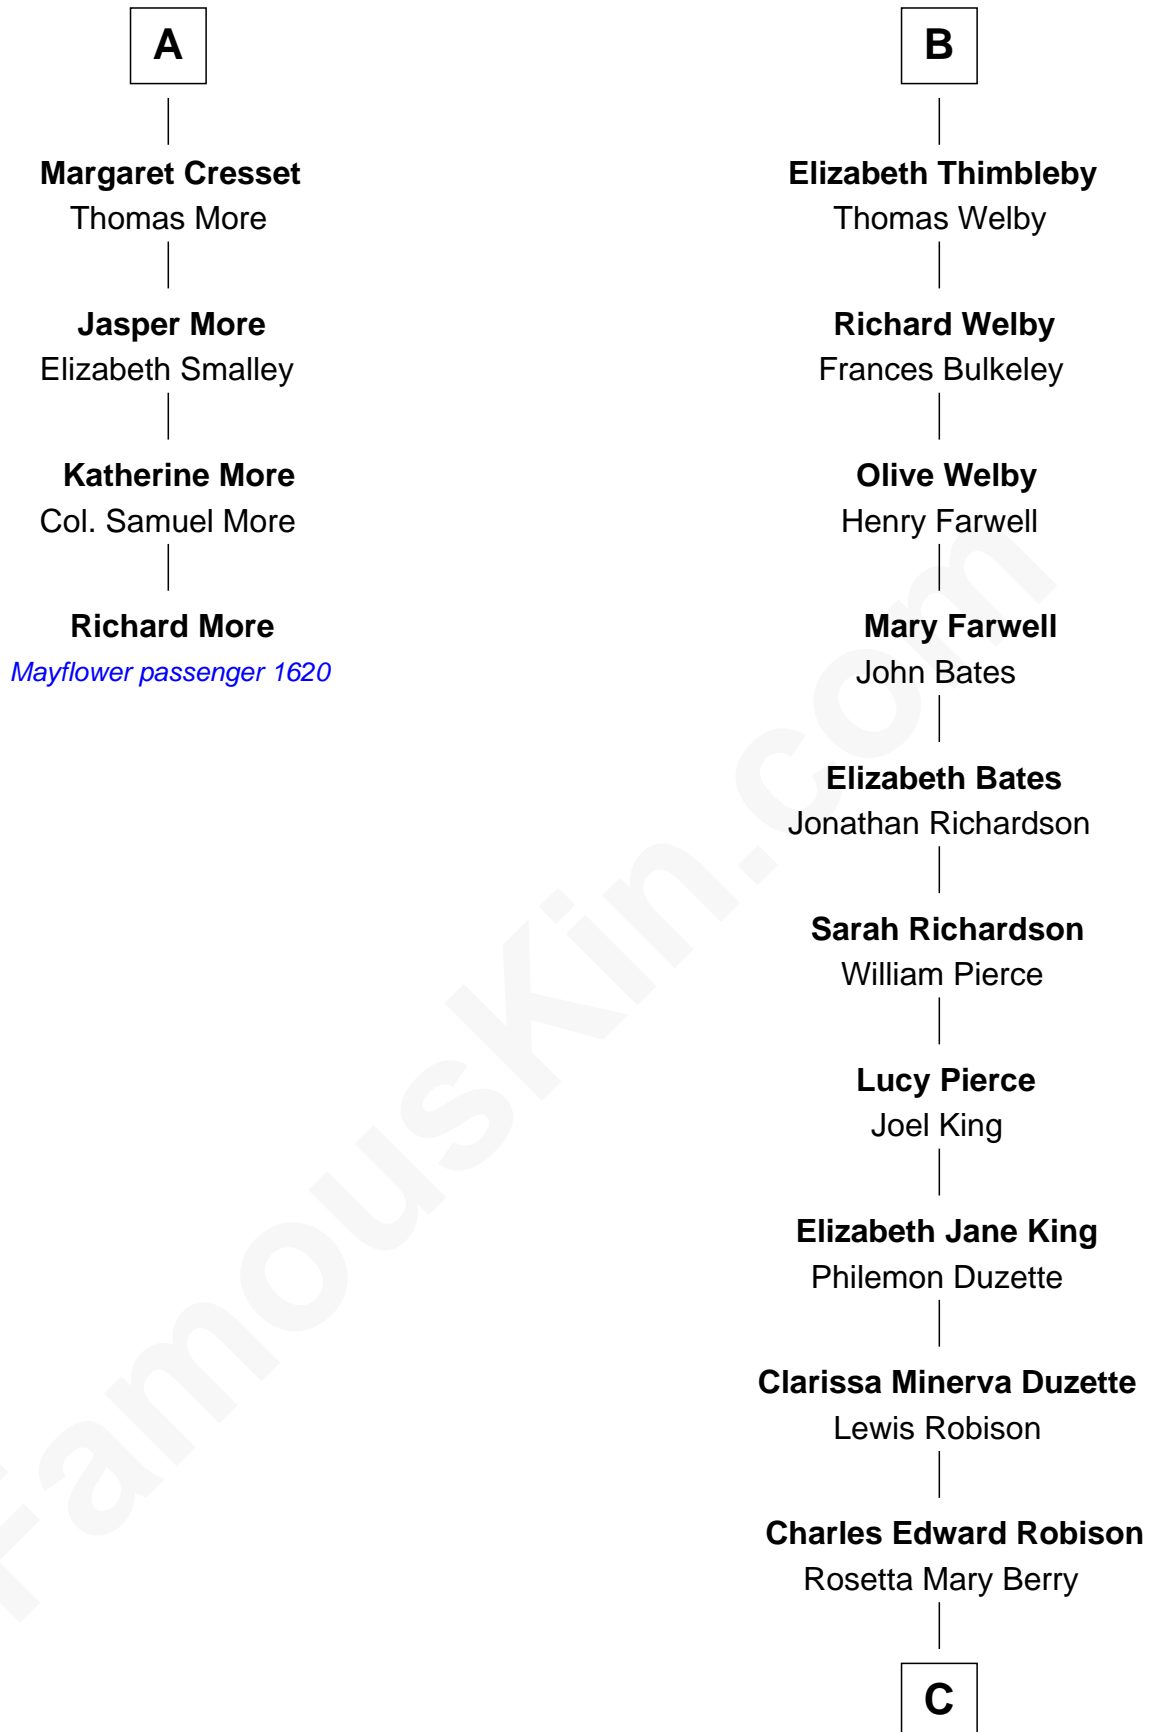 A
Margaret Cresset
Thomas More
Jasper More
Elizabeth Smalley
Katherine More
Col. Samuel More
Richard More
Mayflower passenger 1620
B
Elizabeth Thimbleby
Thomas Welby
Richard Welby
Frances Bulkeley
Olive Welby
Henry Farwell
Mary Farwell
John Bates
Elizabeth Bates
Jonathan Richardson
Sarah Richardson
William Pierce
Lucy Pierce
Joel King
Elizabeth Jane King
Philemon Duzette
Clarissa Minerva Duzette
Lewis Robison
Charles Edward Robison
Rosetta Mary Berry
C
FamousKin.com